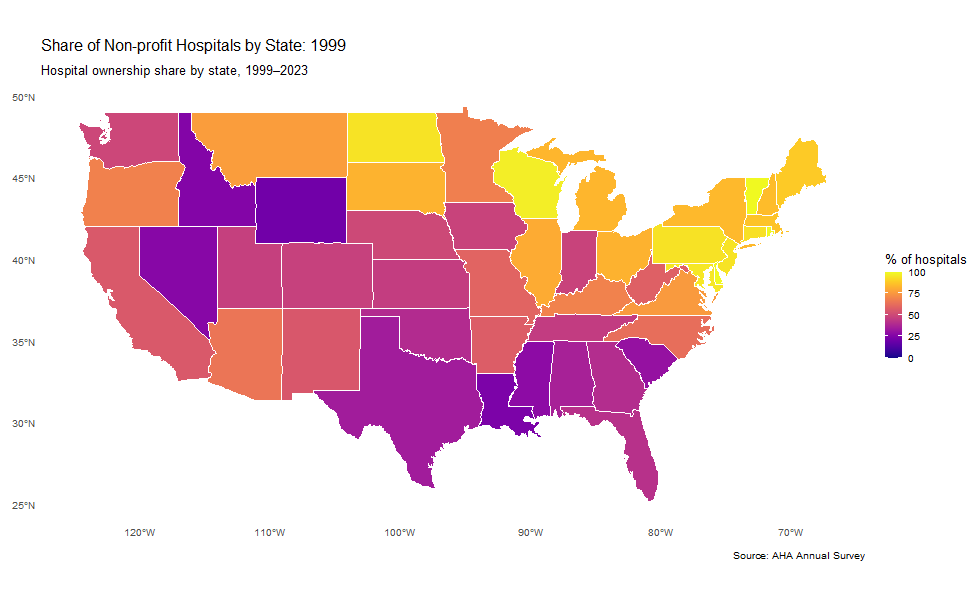 Share of Non-profit Hospitals by State: 1999
Hospital ownership share by state, 1999–2023
50°N
45°N
40°N
35°N
30°N
25°N
120°W
110°W
100°W
90°W
80°W
70°W
% of hospitals
100
75
50
25
0
Source: AHA Annual Survey